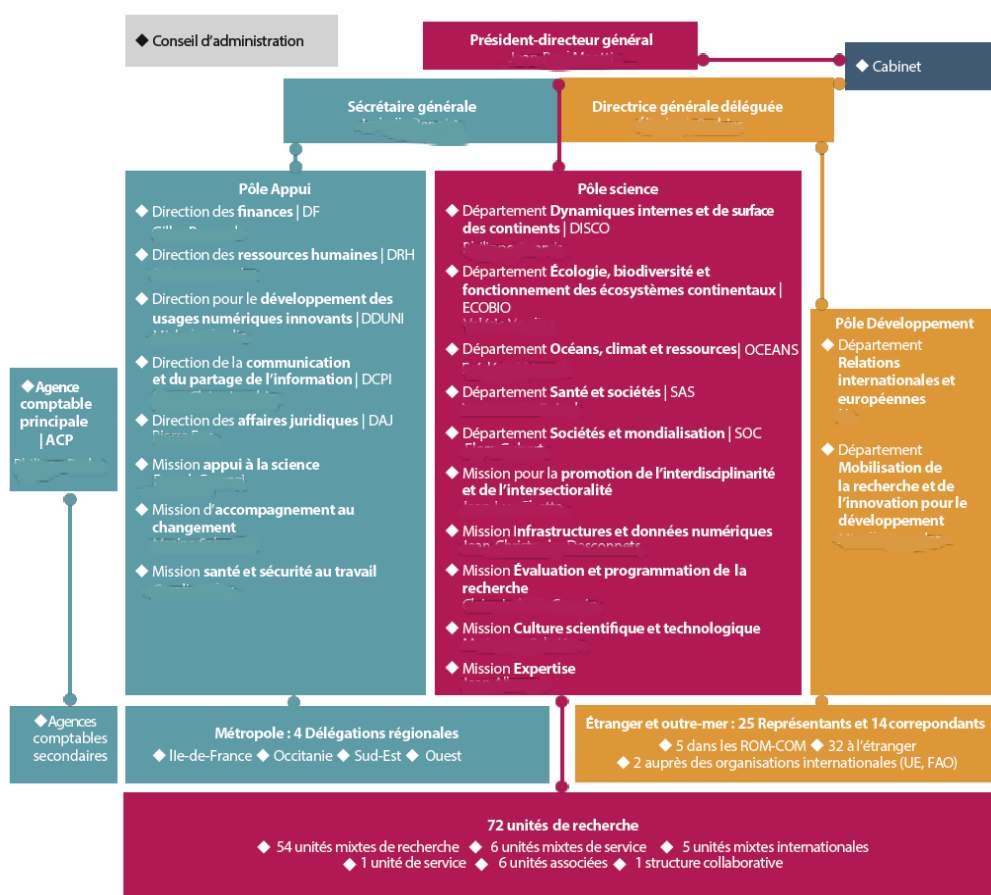 ◆ Conseil d'administration
Président-directeur général
◆ Cabinet
Sécrétaire générale
Directrice générale déléguée
Pôle Appui
◆ Direction des finances | DF
◆ Direction des ressources humaines | DRH
◆ Direction pour le développement des
usages numériques innovants | DDUNI
◆ Direction de la communication
et du partage de l'information | DCPI
◆ Direction des affaires juridiques | DAJ
◆ Mission appui à la science
◆ Mission d'accompagnement au
changement
◆ Mission santé et sécurité au travail
Pôle science
◆ Département Dynamiques internes et de surface
des continents | DISCO
◆ Département Écologie, biodiversité et
fonctionnement des écosystèmes continentaux |
ECOBIO
◆ Département Océans, climat et ressources| OCEANS
◆ Département Santé et sociétés | SAS
◆ Département Sociétés et mondialisation | SOC
◆ Mission pour la promotion de l'interdisciplinarité
et de l'intersectoralité
◆ Mission Infrastructures et données numériques
◆ Mission Évaluation et programmation de la
recherche
◆ Mission Culture scientifique et technologique
◆ Mission Expertise
Pôle Développement
◆ Département
Relations
internationales et
européennes
◆ Département
Mobilisation de
la recherche et de
l'innovation pour le
développement
◆ Agence
comptable
principale
| ACP
◆ Agences
comptables
secondaires
Métropole : 4 Délégations régionales
◆ Ile-de-France ◆ Occitanie ◆ Sud-Est ◆ Ouest
Étranger et outre-mer : 25 Représentants et 14 correpondants
◆ 5 dans les ROM-COM ◆ 32 à l'étranger
◆ 2 auprès des organisations internationales (UE, FAO)
72 unités de recherche
◆ 54 unités mixtes de recherche ◆ 6 unités mixtes de service ◆ 5 unités mixtes internationales
◆ 1 unité de service ◆ 6 unités associées ◆ 1 structure collaborative